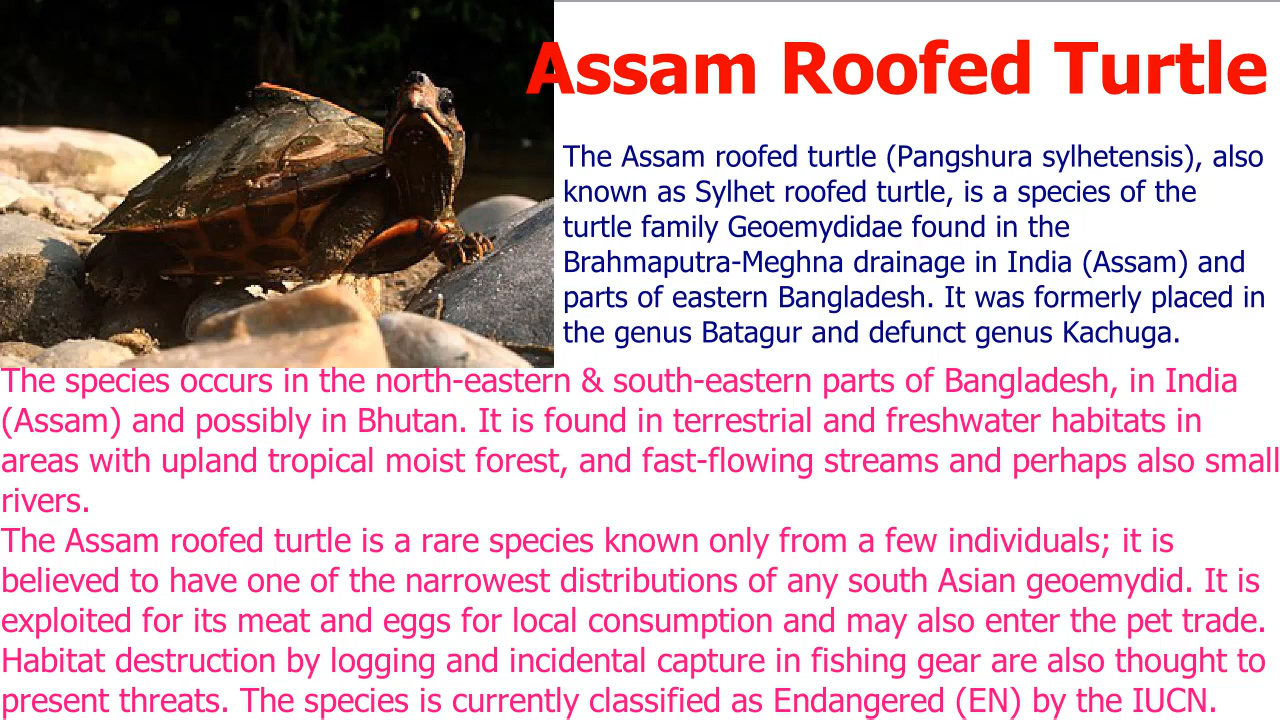 Assam Roofed Turtle
The Assam roofed turtle (Pangshura sylhetensis), also
known as Sylhet roofed turtle, is a species of the
turtle family Geoemydidae found in the
Brahmaputra-Meghna drainage in India (Assam) and
parts of eastern Bangladesh. It was formerly placed in
the genus Batagur and defunct genus Kachuga.
The species occurs in the north-eastern & south-eastern parts of Bangladesh, in India
(Assam) and possibly in Bhutan. It is found in terrestrial and freshwater habitats in
areas with upland tropical moist forest, and fast-flowing streams and perhaps also small
rivers.
The Assam roofed turtle is a rare species known only from a few individuals; it is
believed to have one of the narrowest distributions of any south Asian geoemydid. It is
exploited for its meat and eggs for local consumption and may also enter the pet trade.
Habitat destruction by logging and incidental capture in fishing gear are also thought to
present threats. The species is currently classified as Endangered (EN) by the IUCN.